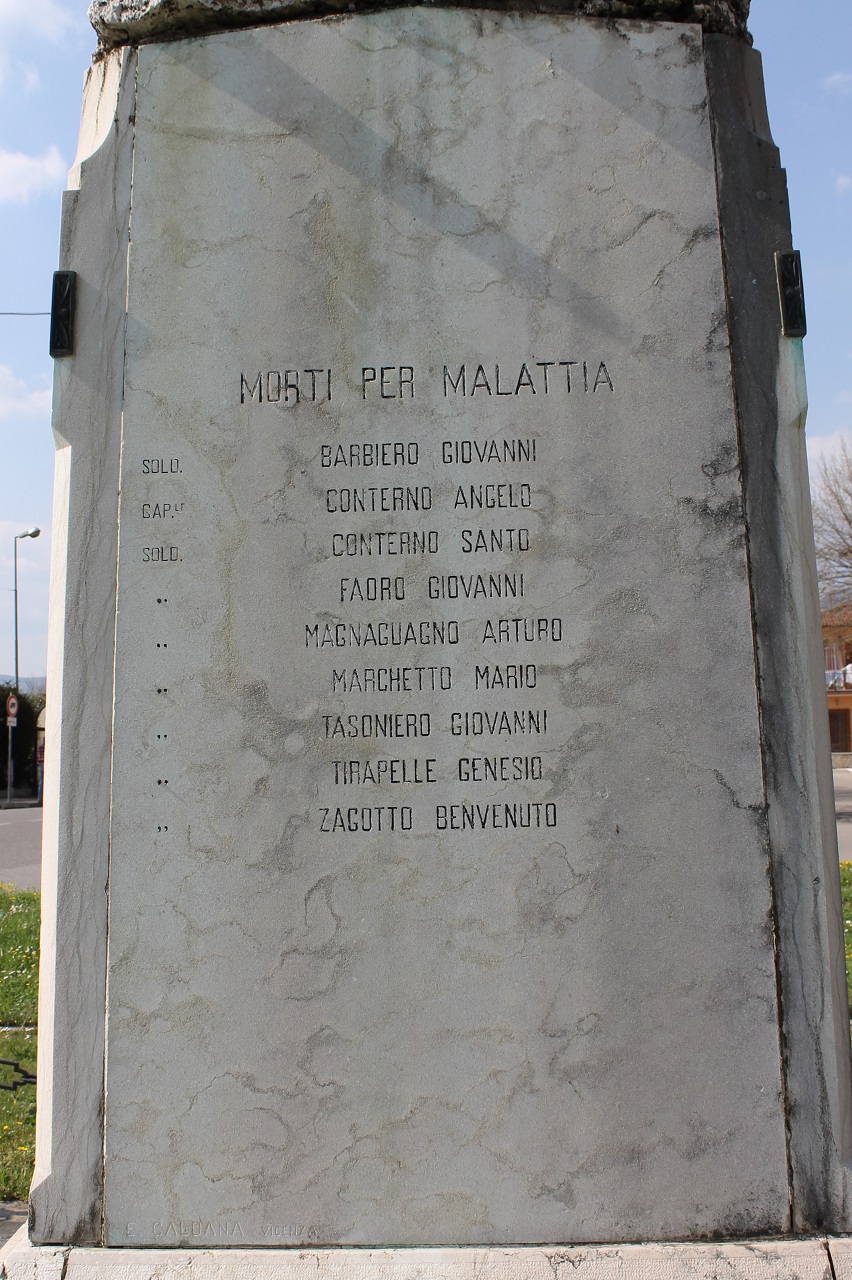 MORTI PER MALATTIA
SOLD. BARBIERO GIOVANNI
CAP.LE CONTERNO ANGELO
SOLD. CONTERNO SANTO
„ FAORO GIOVANNI
„ MAGNAGUAGNO ARTURO
„ MARCHETTO MARIO
„ TASONIERO GIOVANNI
„ TIRAPELLE GENESIO
„ ZAGOTTO BENVENUTO
E. CALDANA VICENZA